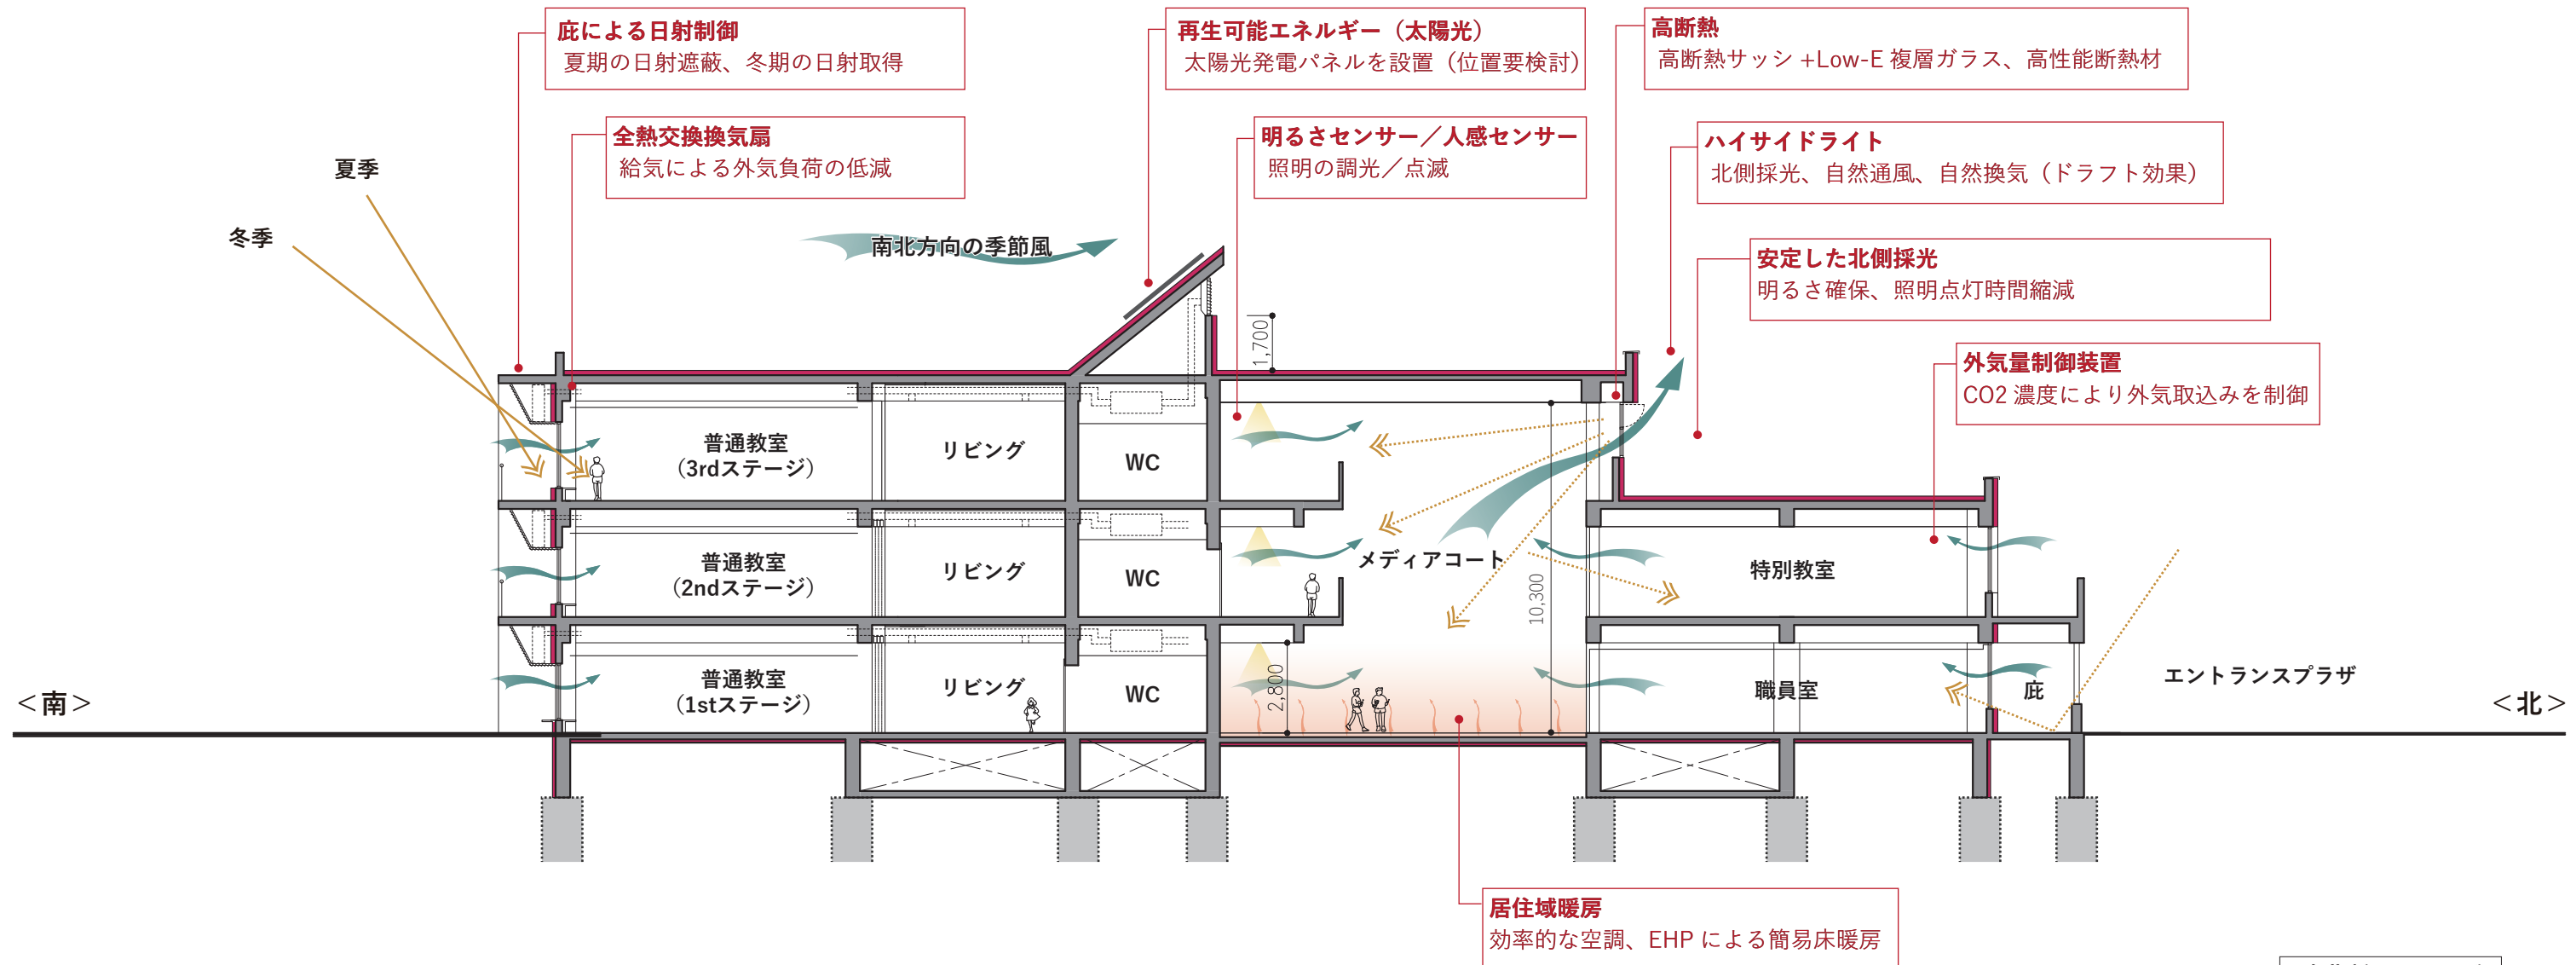 庇による日射制御
夏期の日射遮蔽、冬期の日射取得
再生可能エネルギー（太陽光）
太陽光発電パネルを設置（位置要検討）
高断熱
高断熱サッシ+Low-E 複層ガラス、高性能断熱材
全熱交換換気扇
給気による外気負荷の低減
明るさセンサー／人感センサー
照明の調光／点滅
ハイサイドライト
北側採光、自然通風、自然換気（ドラフト効果）
夏季
冬季
南北方向の季節風
安定した北側採光
明るさ確保、照明点灯時間縮減
1,700
外気量制御装置
CO2 濃度により外気取込みを制御
普通教室
（3rdステージ）
リビング
WC
普通教室
（2ndステージ）
リビング
WC
メディアコート
10,300
特別教室
普通教室
（1stステージ）
リビング
WC
2,800
職員室
庇
エントランスプラザ
＜南＞
＜北＞
居住域暖房
効率的な空調、EHP による簡易床暖房